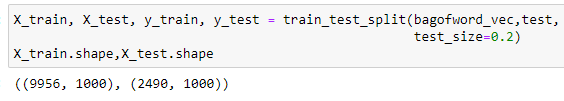 X_train, X_test, y_train, y_test = train_test_split(bagofword_vec,test,
test_size=0.2)
X_train.shape,X_test.shape
((9956, 1000), (2490, 1000))